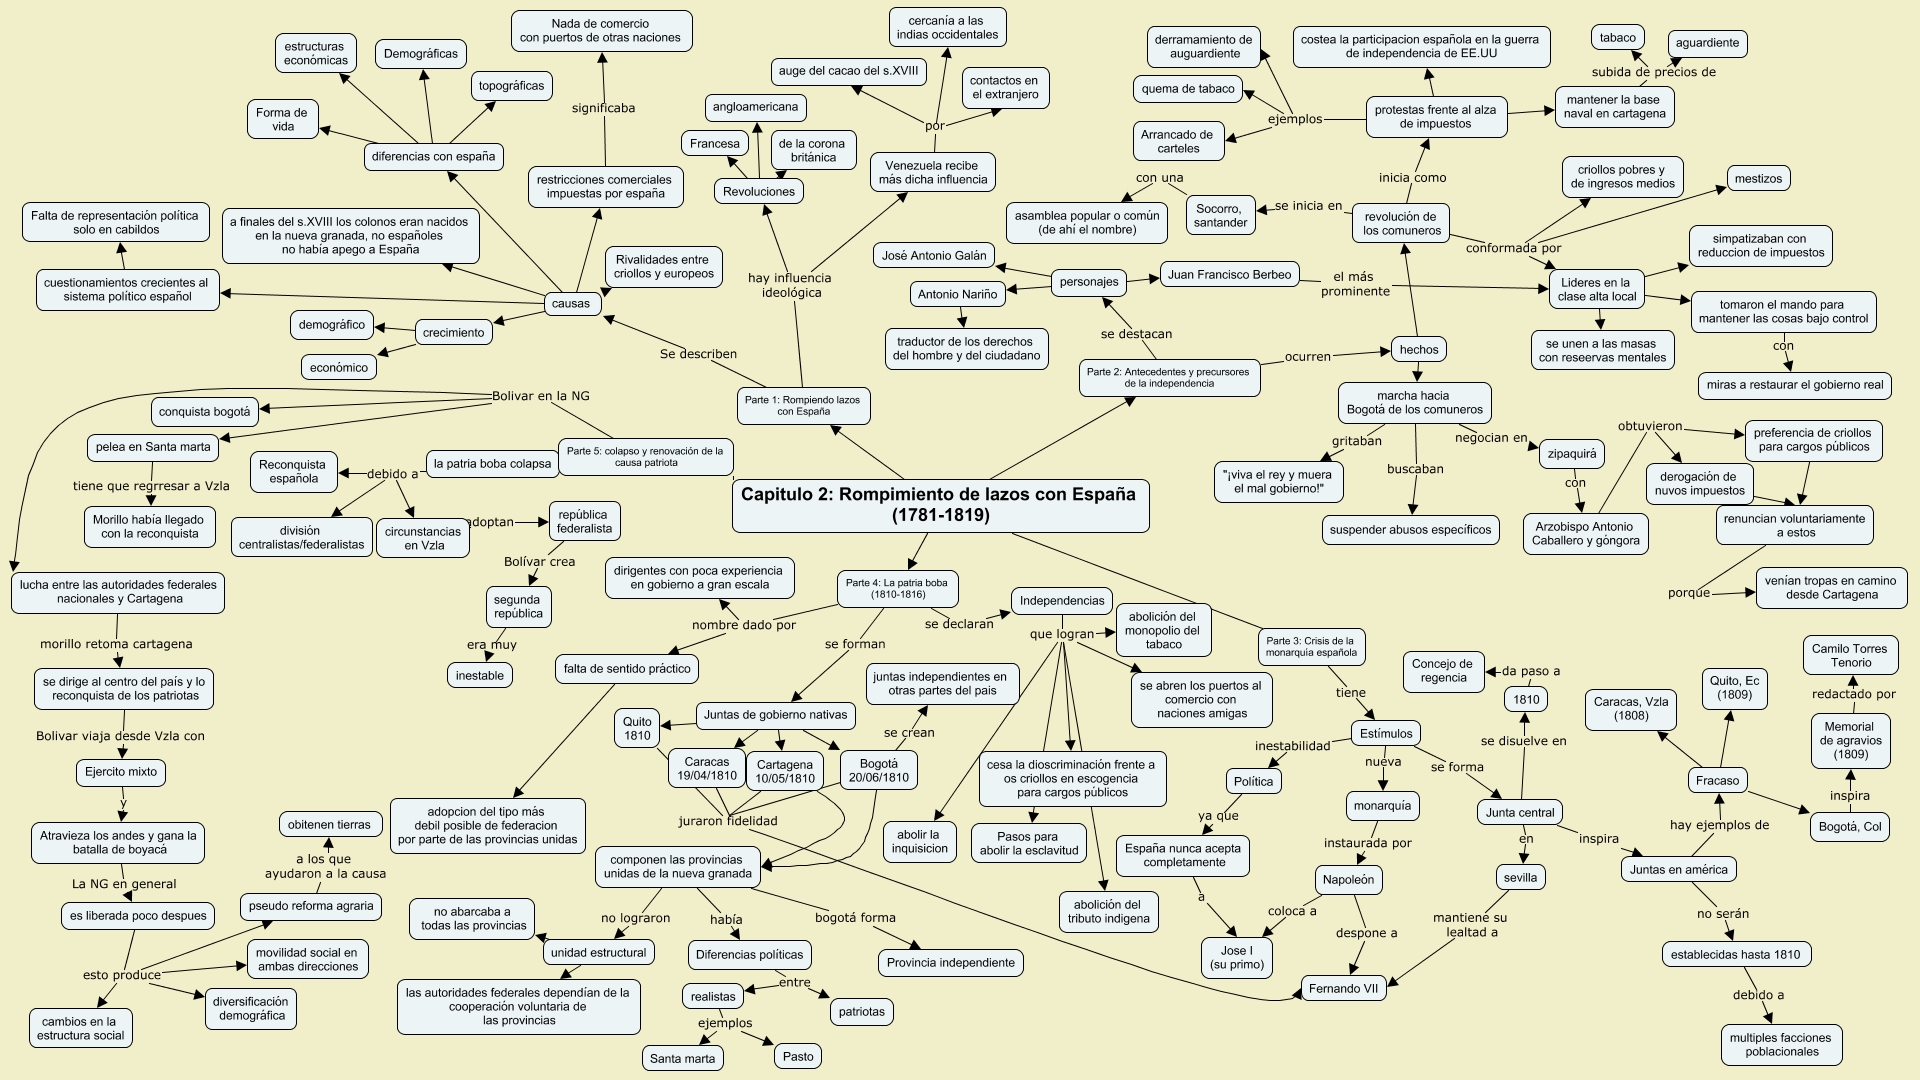 Capitulo 2: Rompimiento de lazos con España
(1781-1819)
Parte 1: Rompiendo lazos
con España
Se describen
causas
diferencias con españa
Forma de
vida
estructuras
económicas
Demográficas
topográficas
Nada de comercio
con puertos de otras naciones
significaba
restricciones comerciales
impuestas por españa
a finales del s.XVIII los colonos eran nacidos
en la nueva granada, no españoles
no había apego a España
Falta de representación política
solo en cabildos
cuestionamientos crecientes al
sistema político español
Rivalidades entre
criollos y europeos
crecimiento
demográfico
económico
hay influencia
ideológica
Revoluciones
Francesa
angloamericana
de la corona
británica
Venezuela recibe
más dicha influencia
por
auge del cacao del s.XVIII
cercanía a las
indias occidentales
contactos en
el extranjero
Parte 2: Antecedentes y precursores
de la independencia
se destacan
personajes
José Antonio Galán
Antonio Nariño
traductor de los derechos
del hombre y del ciudadano
Juan Francisco Berbeo
el más
prominente
ocurren
hechos
revolución de
los comuneros
se inicia en
Socorro,
santander
con una
asamblea popular o común
(de ahí el nombre)
inicia como
protestas frente al alza
de impuestos
ejemplos
derramamiento de
auguardiente
quema de tabaco
Arrancado de
carteles
costea la participacion española en la guerra
de independencia de EE.UU
mantener la base
naval en cartagena
subida de precios de
tabaco
aguardiente
conformada por
criollos pobres y
de ingresos medios
mestizos
Lideres en la
clase alta local
simpatizaban con
reduccion de impuestos
tomaron el mando para
mantener las cosas bajo control
con
miras a restaurar el gobierno real
se unen a las masas
con reseervas mentales
marcha hacia
Bogotá de los comuneros
gritaban
"¡viva el rey y muera
el mal gobierno!"
buscaban
suspender abusos específicos
negocian en
zipaquirá
con
Arzobispo Antonio
Caballero y góngora
obtuvieron
preferencia de criollos
para cargos públicos
derogación de
nuvos impuestos
renuncian voluntariamente
a estos
porqúe
venían tropas en camino
desde Cartagena
Parte 3: Crisis de la
monarquía española
tiene
Estímulos
inestabilidad
Política
ya que
España nunca acepta
completamente
a
Jose I
(su primo)
nueva
monarquía
instaurada por
Napoleón
coloca a
despone a
Fernando VII
se forma
Junta central
se disuelve en
1810
da paso a
Concejo de
regencia
en
sevilla
mantiene su
lealtad a
inspira
Juntas en américa
hay ejemplos de
Fracaso
Caracas, Vzla
(1808)
Quito, Ec
(1809)
Bogotá, Col
inspira
Memorial
de agravios
(1809)
redactado por
Camilo Torres
Tenorio
no serán
establecidas hasta 1810
debido a
multiples facciones
poblacionales
Parte 4: La patria boba
(1810-1816)
nombre dado por
dirigentes con poca experiencia
en gobierno a gran escala
falta de sentido práctico
adopcion del tipo más
debil posible de federacion
por parte de las provincias unidas
se forman
Juntas de gobierno nativas
Quito
1810
Caracas
19/04/1810
Cartagena
10/05/1810
Bogotá
20/06/1810
se crean
juntas independientes en
otras partes del pais
juraron fidelidad
componen las provincias
unidas de la nueva granada
no lograron
unidad estructural
no abarcaba a
todas las provincias
las autoridades federales dependían de la
cooperación voluntaria de
las provincias
había
Diferencias políticas
entre
realistas
patriotas
ejemplos
Santa marta
Pasto
bogotá forma
Provincia independiente
se declaran
Independencias
que logran
abolición del
monopolio del
tabaco
se abren los puertos al
comercio con
naciones amigas
cesa la dioscriminación frente a
os criollos en escogencia
para cargos públicos
abolir la
inquisicion
Pasos para
abolir la esclavitud
abolición del
tributo indigena
Parte 5: colapso y renovación de la
causa patriota
la patria boba colapsa
debido a
Reconquista
española
división
centralistas/federalistas
circunstancias
en Vzla
adoptan
república
federalista
Bolívar crea
segunda
república
era muy
inestable
Bolivar en la NG
conquista bogotá
pelea en Santa marta
tiene que regrresar a Vzla
Morillo había llegado
con la reconquista
lucha entre las autoridades federales
nacionales y Cartagena
morillo retoma cartagena
se dirige al centro del país y lo
reconquista de los patriotas
Bolivar viaja desde Vzla con
Ejercito mixto
y
Atravieza los andes y gana la
batalla de boyacá
La NG en general
es liberada poco despues
esto produce
pseudo reforma agraria
a los que
ayudaron a la causa
obitenen tierras
movilidad social en
ambas direcciones
diversificación
demográfica
cambios en la
estructura social